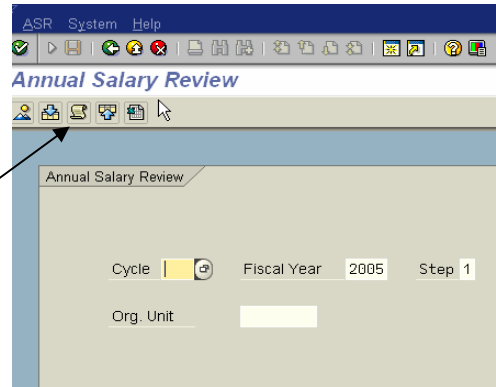 ASR System Help
Annual Salary Review
Annual Salary Review
Cycle Fiscal Year 2005 Step 1
Org. Unit